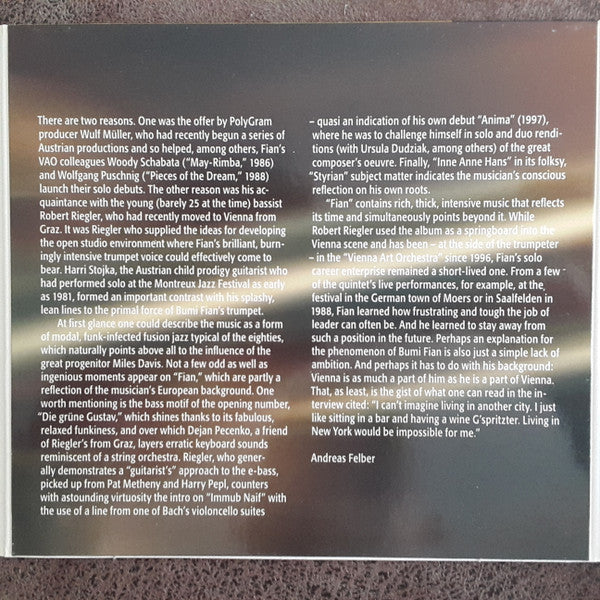 There are two reasons. One was the offer by PolyGram
producer Wulf Müller, who had recently begun a series of
Austrian productions and so helped, among others, Fian's
VAO colleagues Woody Schabata ("May-Rimba," 1986)
and Wolfgang Puschnig ("Pieces of the Dream," 1988)
launch their solo debuts. The other reason was his ac-
quaintance with the young (barely 25 at the time) bassist
Robert Riegler, who had recently moved to Vienna from
Graz. It was Riegler who supplied the ideas for developing
the open studio environment where Fian's brilliant, burn-
ingly intensive trumpet voice could effectively come to
bear. Harri Stojka, the Austrian child prodigy guitarist who
had performed solo at the Montreux Jazz Festival as early
as 1981, formed an important contrast with his splashy,
lean lines to the primal force of Bumi Fian's trumpet.
At first glance one could describe the music as a form
of modal, funk-infected fusion jazz typical of the eighties,
which naturally points above all to the influence of the
great progenitor Miles Davis. Not a few odd as well as
ingenious moments appear on "Fian," which are partly a
reflection of the musician's European background. One
worth mentioning is the bass motif of the opening number,
"Die grüne Gustav," which shines thanks to its fabulous,
relaxed funkiness, and over which Dejan Pecenko, a friend
of Riegler's from Graz, layers erratic keyboard sounds
reminiscent of a string orchestra. Riegler, who gener-
ally demonstrates a "guitarist's" approach to the e-bass,
picked up from Pat Metheny and Harry Pepl, counters
with astounding virtuosity the intro on "Immub Naif" with
the use of a line from one of Bach's violoncello suites
– quasi an indication of his own debut "Anima" (1997),
where he was to challenge himself in solo and duo rendi-
tions (with Ursula Dudziak, among others) of the great
composer's oeuvre. Finally, "Inne Anne Hans" in its folksy,
"Styrian" subject matter indicates the musician's conscious
reflection on his own roots.
"Fian" contains rich, thick, intensive music that reflects
its time and simultaneously points beyond it. While
Robert Riegler used the album as a springboard into the
Vienna scene and has been – at the side of the trumpeter
– in the "Vienna Art Orchestra" since 1996, Fian's solo
career enterprise remained a short-lived one. From a few
of the quintet's live performances, for example, at the
festival in the German town of Moers or in Saalfelden in
1988, Fian learned how frustrating and tough the job of
leader can often be. And he learned to stay away from
such a position in the future. Perhaps an explanation for
the phenomenon of Bumi Fian is also just a simple lack of
ambition. And perhaps it has to do with his background:
Vienna is as much a part of him as he is a part of Vienna.
That, as least, is the gist of what one can read in the in-
terview cited: "I can't imagine living in another city. I just
like sitting in a bar and having a wine G'spritzter. Living in
New York would be impossible for me."
Andreas Felber